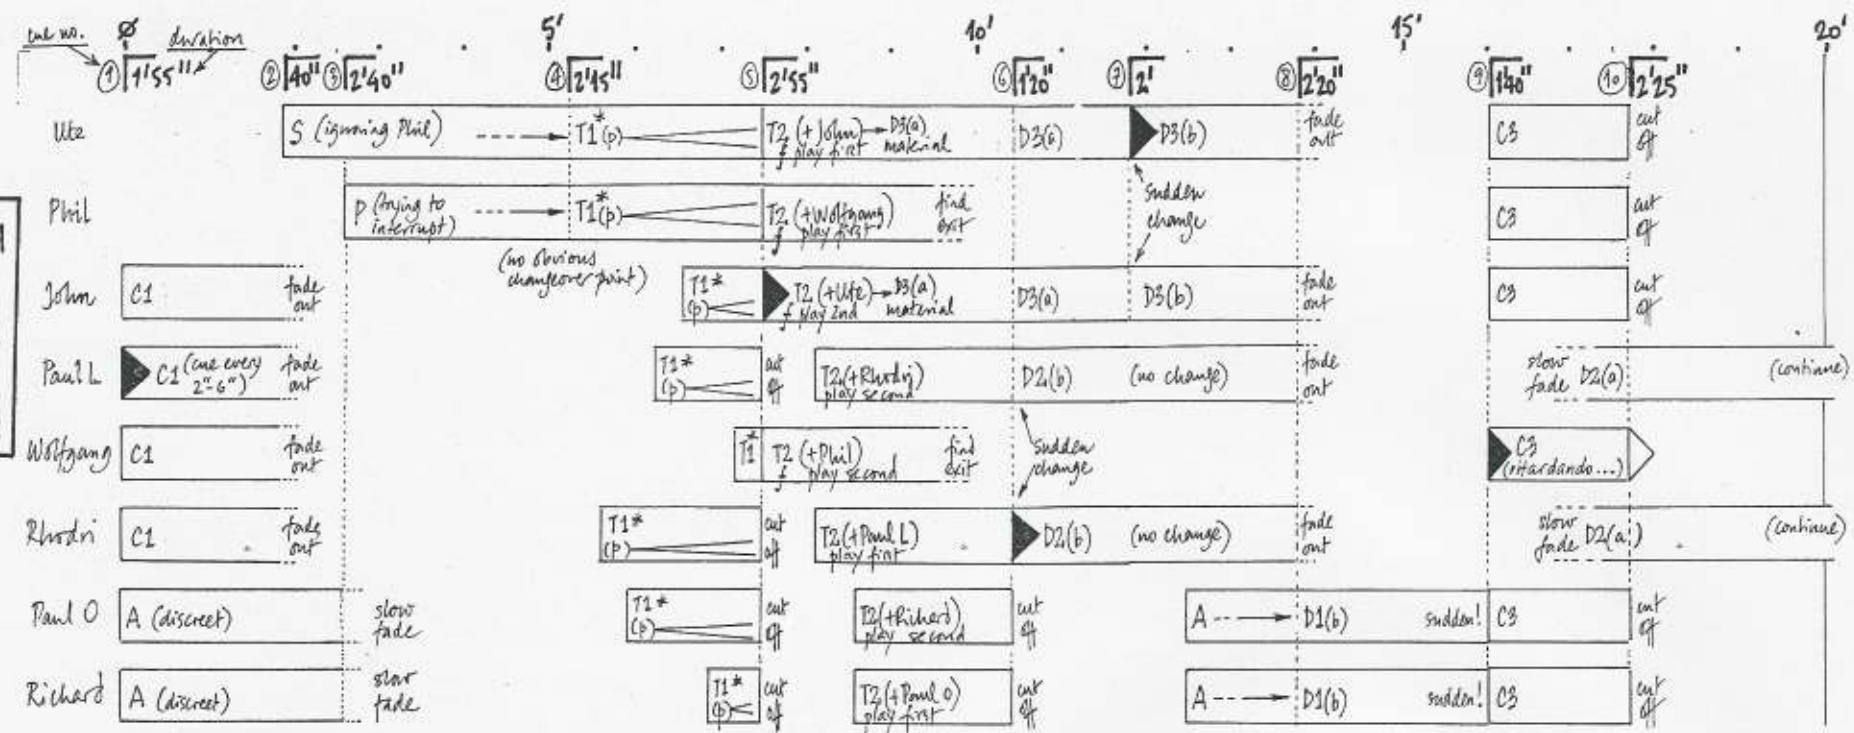 cue no. Ø duration 5' 10' 15' 20'
① 1'55" ② 40" ③ 2'40" ④ 2'15" ⑤ 2'55" ⑥ 1'20" ⑦ 2' ⑧ 2'20" ⑨ 1'40" ⑩ 2'25"
Ute
S (ignoring Phil)
T1*(p)
T2 (+John) → D3(a)
f play first material
D3(a)
D3(b)
fade
out
C3
cut
off
Phil
P (trying to
interrupt)
T1*(p)
T2 (+Wolfgang)
f play first
find
exit
sudden
change
C3
cut
off
(no obvious
changeover point)
John
C1
fade
out
T1*
(p)
T2 (+Ute) → D3(a)
f play 2nd material
D3(a)
D3(b)
fade
out
C3
cut
off
Paul L
C1 (cue every
2"-6")
fade
out
T1*
(p)
cut
off
T2 (+Rhodri)
play second
D2(b)
(no change)
fade
out
slow
fade
D2(a)
(continue)
Wolfgang
C1
fade
out
T1*
T2 (+Phil)
f play second
find
exit
sudden
change
C3
(ritardando...)
Rhodri
C1
fade
out
T1*
(p)
cut
off
T2 (+Paul L)
play first
D2(b)
(no change)
fade
out
slow
fade
D2(a)
(continue)
Paul O
A (discreet)
slow
fade
T1*
(p)
cut
off
T2 (+Richard)
play second
cut
off
A
D1(b)
sudden!
C3
cut
off
Richard
A (discreet)
slow
fade
T1*
(p)
cut
off
T2 (+Paul O)
play first
cut
off
A
D1(b)
sudden!
C3
cut
off